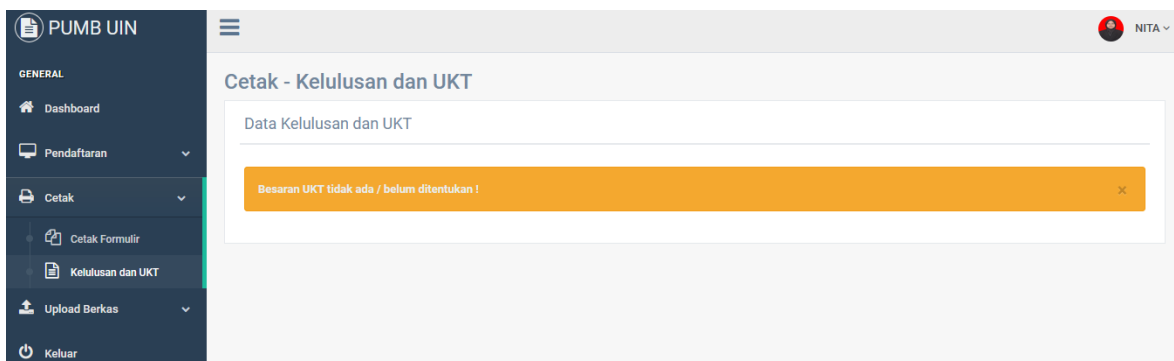 PUMB UIN
NITA
GENERAL
Dashboard
Pendaftaran
Cetak
Cetak Formulir
Kelulusan dan UKT
Upload Berkas
Keluar
Cetak - Kelulusan dan UKT
Data Kelulusan dan UKT
Besaran UKT tidak ada / belum ditentukan ! ×